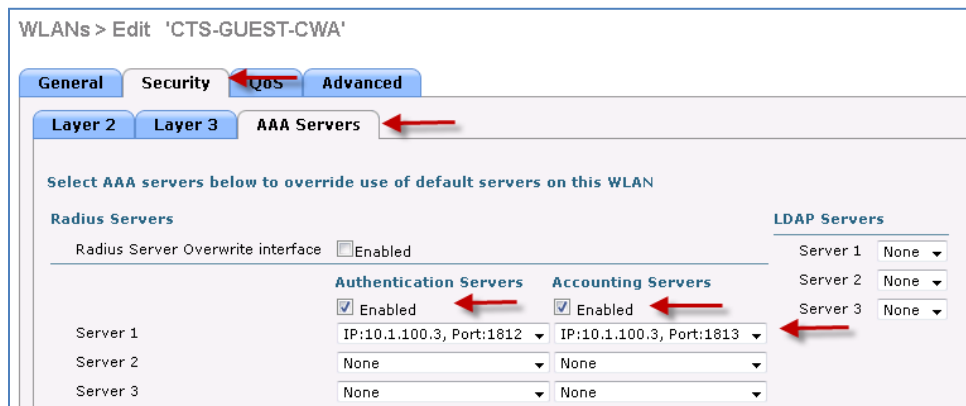 WLANs > Edit 'CTS-GUEST-CWA'
General Security QoS Advanced
Layer 2 Layer 3 AAA Servers
Select AAA servers below to override use of default servers on this WLAN
Radius Servers LDAP Servers
Radius Server Overwrite interface Enabled Server 1 None
Authentication Servers Accounting Servers Server 2 None
Enabled Enabled Server 3 None
Server 1 IP:10.1.100.3, Port:1812 IP:10.1.100.3, Port:1813
Server 2 None None
Server 3 None None